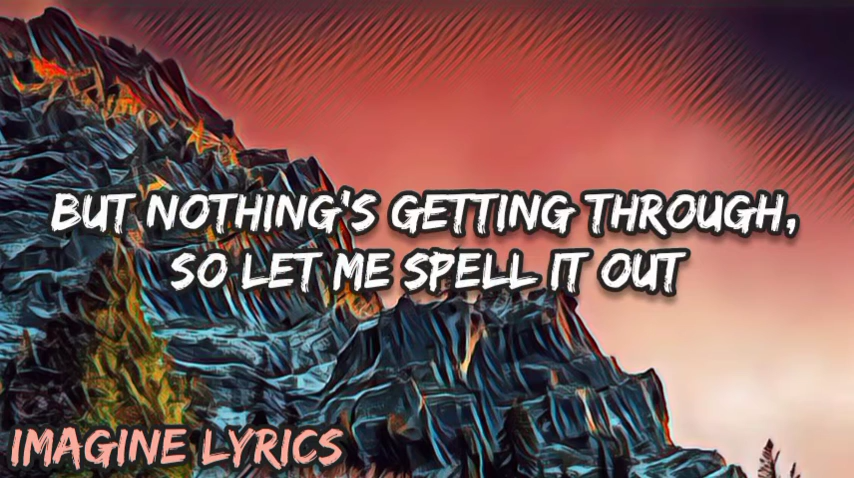 BUT NOTHING'S GETTING THROUGH,
SO LET ME SPELL IT OUT
IMAGINE LYRICS